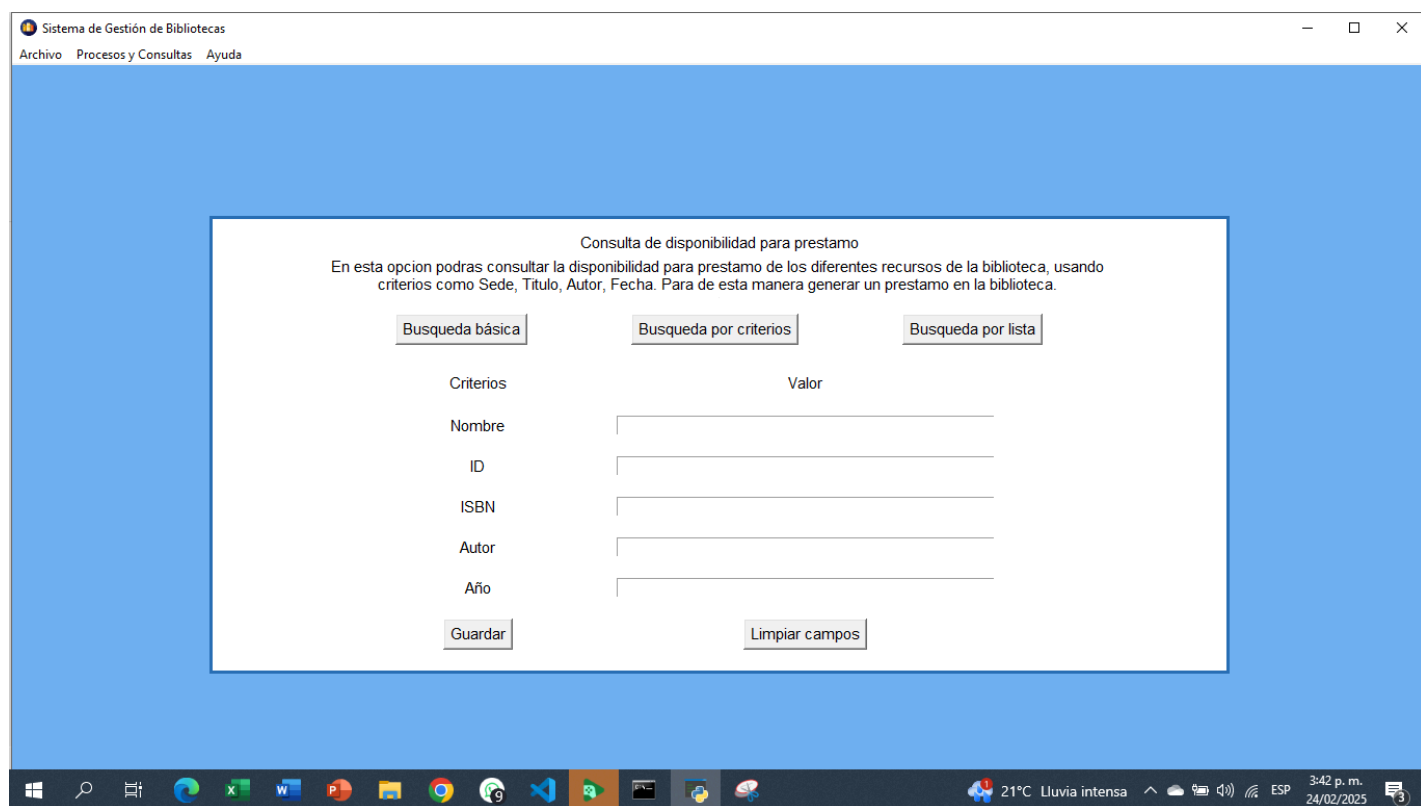 Sistema de Gestión de Bibliotecas
Archivo Procesos y Consultas Ayuda
Consulta de disponibilidad para prestamo
En esta opcion podras consultar la disponibilidad para prestamo de los diferentes recursos de la biblioteca, usando
criterios como Sede, Titulo, Autor, Fecha. Para de esta manera generar un prestamo en la biblioteca.
Busqueda básica Busqueda por criterios Busqueda por lista
Criterios Valor
Nombre
ID
ISBN
Autor
Año
Guardar Limpiar campos
21°C Lluvia intensa ESP 3:42 p. m.
24/02/2025